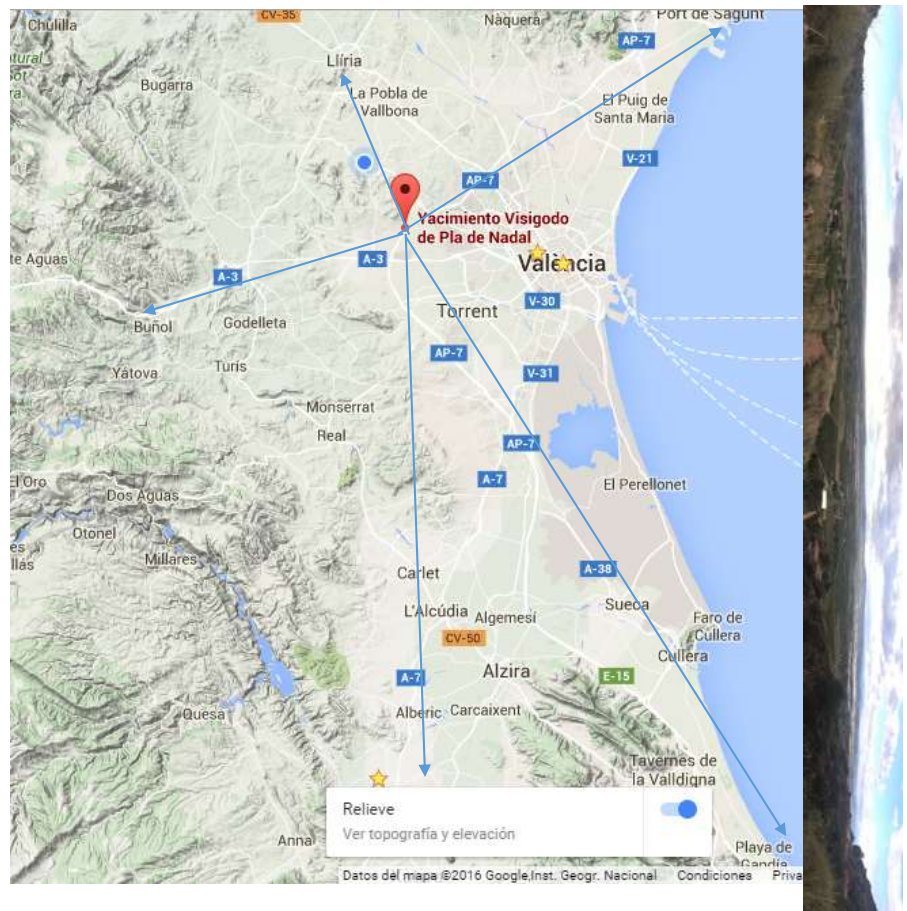 Chulilla
CV-35
Nàquera
Port de Sagunt
AP-7
Llíria
Bugarra
La Pobla de
Vallbona
El Puig de
Santa Maria
V-21
AP-7
Yacimiento Visigodo
de Pla de Nadal
te Aguas
A-3
A-3
València
V-30
Buñol
Godelleta
Torrent
AP-7
Yátova
Turís
V-31
Monserrat
Real
AP-7
A-7
El Oro
Dos Aguas
El Perellonet
Otonel
Millares
A-38
Carlet
L'Alcúdia
Algemesí
Sueca
Faro de
Cullera
CV-50
Cullera
Alzira
A-7
E-15
Quesa
Alberic
Carcaixent
Tavernes de
la Valldigna
Relieve
Ver topografía y elevación
Anna
Playa de
Gandia
Datos del mapa ©2016 Google,Inst. Geogr. Nacional
Condiciones
Priva